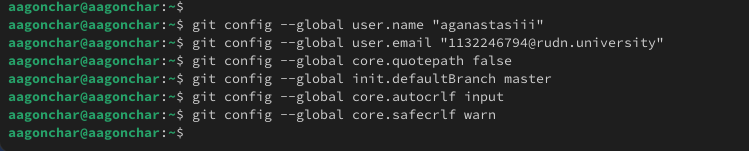 aagonchar@aagonchar:~$
aagonchar@aagonchar:~$ git config --global user.name "aganastasiii"
aagonchar@aagonchar:~$ git config --global user.email "1132246794@rudn.university"
aagonchar@aagonchar:~$ git config --global core.quotepath false
aagonchar@aagonchar:~$ git config --global init.defaultBranch master
aagonchar@aagonchar:~$ git config --global core.autocrlf input
aagonchar@aagonchar:~$ git config --global core.safecrlf warn
aagonchar@aagonchar:~$